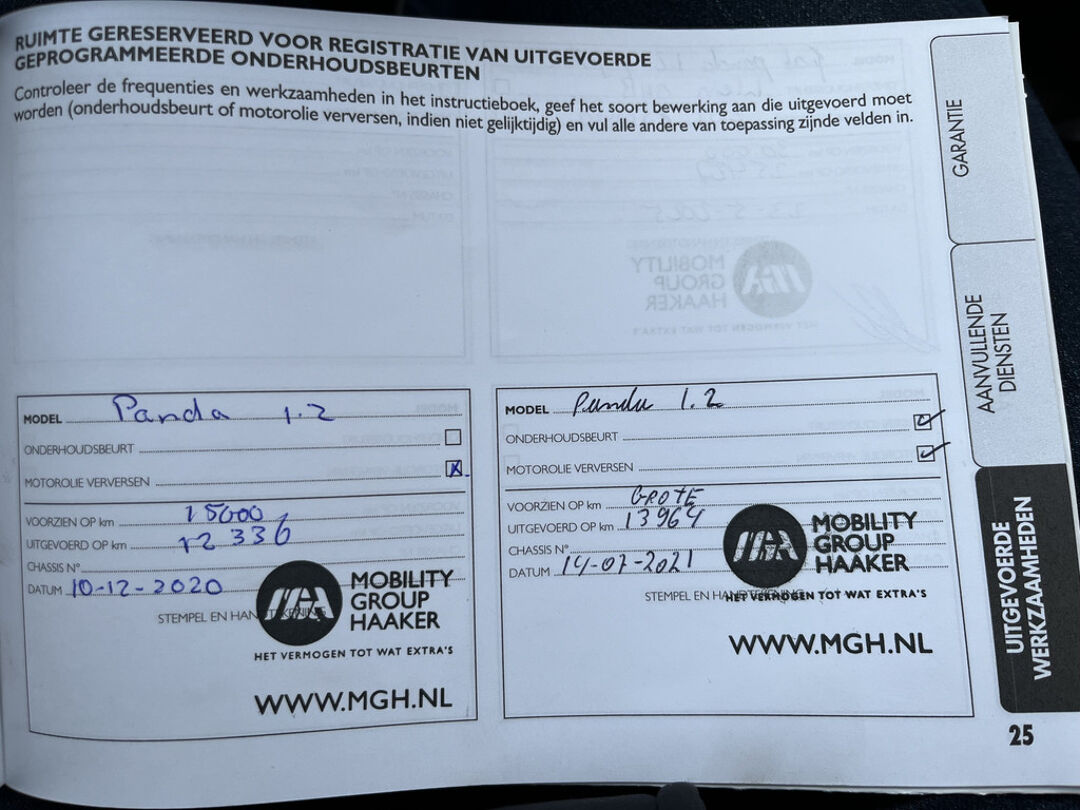 RUIMTE GERESERVEERD VOOR REGISTRATIE VAN UITGEVOERDE
GEPROGRAMMEERDE ONDERHOUDSBEURTEN
Controleer de frequenties en werkzaamheden in het instructieboek, geef het soort bewerking aan die uitgevoerd moet
worden (onderhoudsbeurt of motorolie verversen, indien niet gelijktijdig) en vul alle andere van toepassing zijnde velden in.
MODEL Panda 1.2
ONDERHOUDSBEURT
MOTOROLIE VERVERSEN X
VOORZIEN OP km 15000
UITGEVOERD OP km 12336
CHASSIS N°
DATUM 10-12-2020
STEMPEL EN HANDTEKENING
MOBILITY
GROUP
HAAKER
HET VERMOGEN TOT WAT EXTRA'S
WWW.MGH.NL
MODEL Panda 1.2
ONDERHOUDSBEURT
MOTOROLIE VERVERSEN
VOORZIEN OP km GROTE
UITGEVOERD OP km 13964
CHASSIS N°
DATUM 14-07-2021
STEMPEL EN HANDTEKENING
MOBILITY
GROUP
HAAKER
HET VERMOGEN TOT WAT EXTRA'S
WWW.MGH.NL
GARANTIE
AANVULLENDE
DIENSTEN
UITGEVOERDE
WERKZAAMHEDEN
25